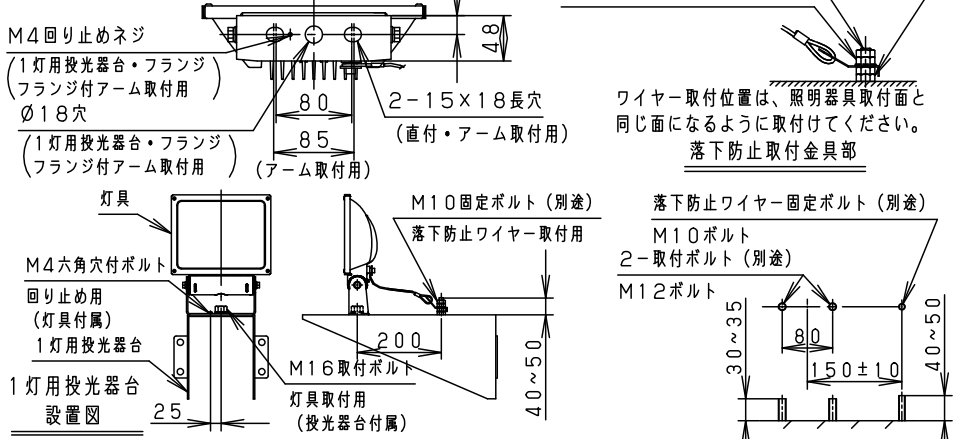 M4回り止めネジ
(1灯用投光器台・フランジ
フランジ付アーム取付用)
Ø18穴
(1灯用投光器台・フランジ
フランジ付アーム取付用)
48
80
85
(アーム取付用)
2-15×18長穴
(直付・アーム取付用)
ワイヤー取付位置は、照明器具取付面と
同じ面になるように取付けてください。
落下防止取付金具部
灯具
M4六角穴付ボルト
回り止め用
(灯具付属)
1灯用投光器台
1灯用投光器台
設置図
25
M10固定ボルト(別途)
落下防止ワイヤー取付用
200
40~50
M16取付ボルト
灯具取付用
(投光器台付属)
落下防止ワイヤー固定ボルト(別途)
M10ボルト
2-取付ボルト(別途)
M12ボルト
80
150±10
30~35
40~50